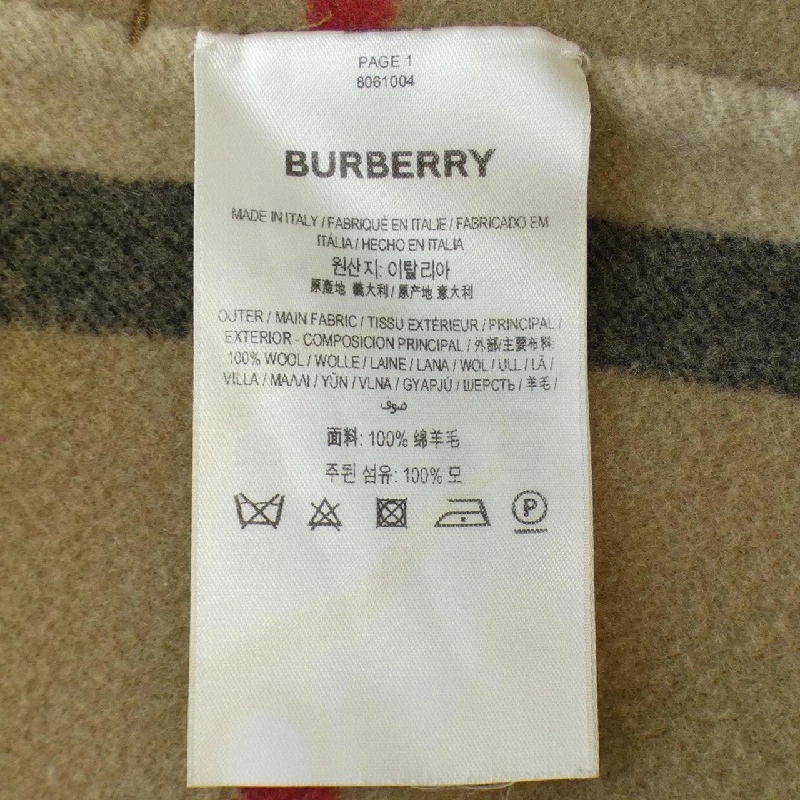 PAGE 1
8061004
BURBERRY
MADE IN ITALY / FABRIQUÉ EN ITALIE / FABRICADO EM
ITÁLIA / HECHO EN ITALIA
원산지: 이탈리아
原產地 義大利 / 原产地 意大利
OUTER / MAIN FABRIC / TISSU EXTÉRIEUR / PRINCIPAL /
EXTERIOR - COMPOSICION PRINCIPAL / 外部/主要布料:
100% WOOL / WOLLE / LAINE / LANA / WOL / ULL / LÃ /
VILLA / ΜΑΛΛΙ / YÜN / VLNA / GYAPJÚ / ШЕРСТЬ / 羊毛 /
صوف
面料: 100% 绵羊毛
주된 섬유: 100% 모
P